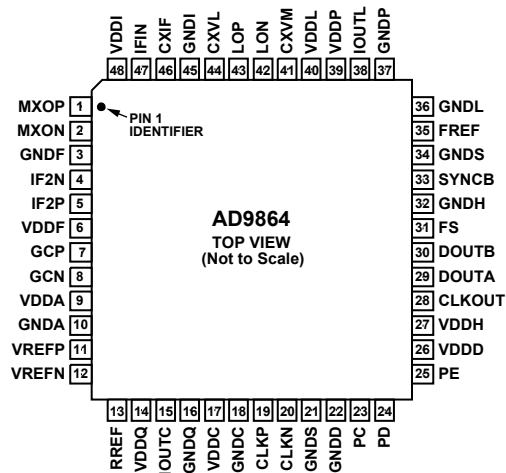 VDDI IFIN CXIF GNDI CXVL LOP LON CXVM VDDL VDDP IOUTL GNDP
48 47 46 45 44 43 42 41 40 39 38 37
MXOP 1
MXON 2
GNDF 3
IF2N 4
IF2P 5
VDDF 6
GCP 7
GCN 8
VDDA 9
GNDA 10
VREFP 11
VREFN 12
PIN 1
IDENTIFIER
AD9864
TOP VIEW
(Not to Scale)
36 GNDL
35 FREF
34 GNDS
33 SYNCB
32 GNDH
31 FS
30 DOUTB
29 DOUTA
28 CLKOUT
27 VDDH
26 VDDD
25 PE
13 14 15 16 17 18 19 20 21 22 23 24
RREF VDDQ IOUTC GNDQ VDDC GNDC CLKP CLKN GNDS GNDD PC PD